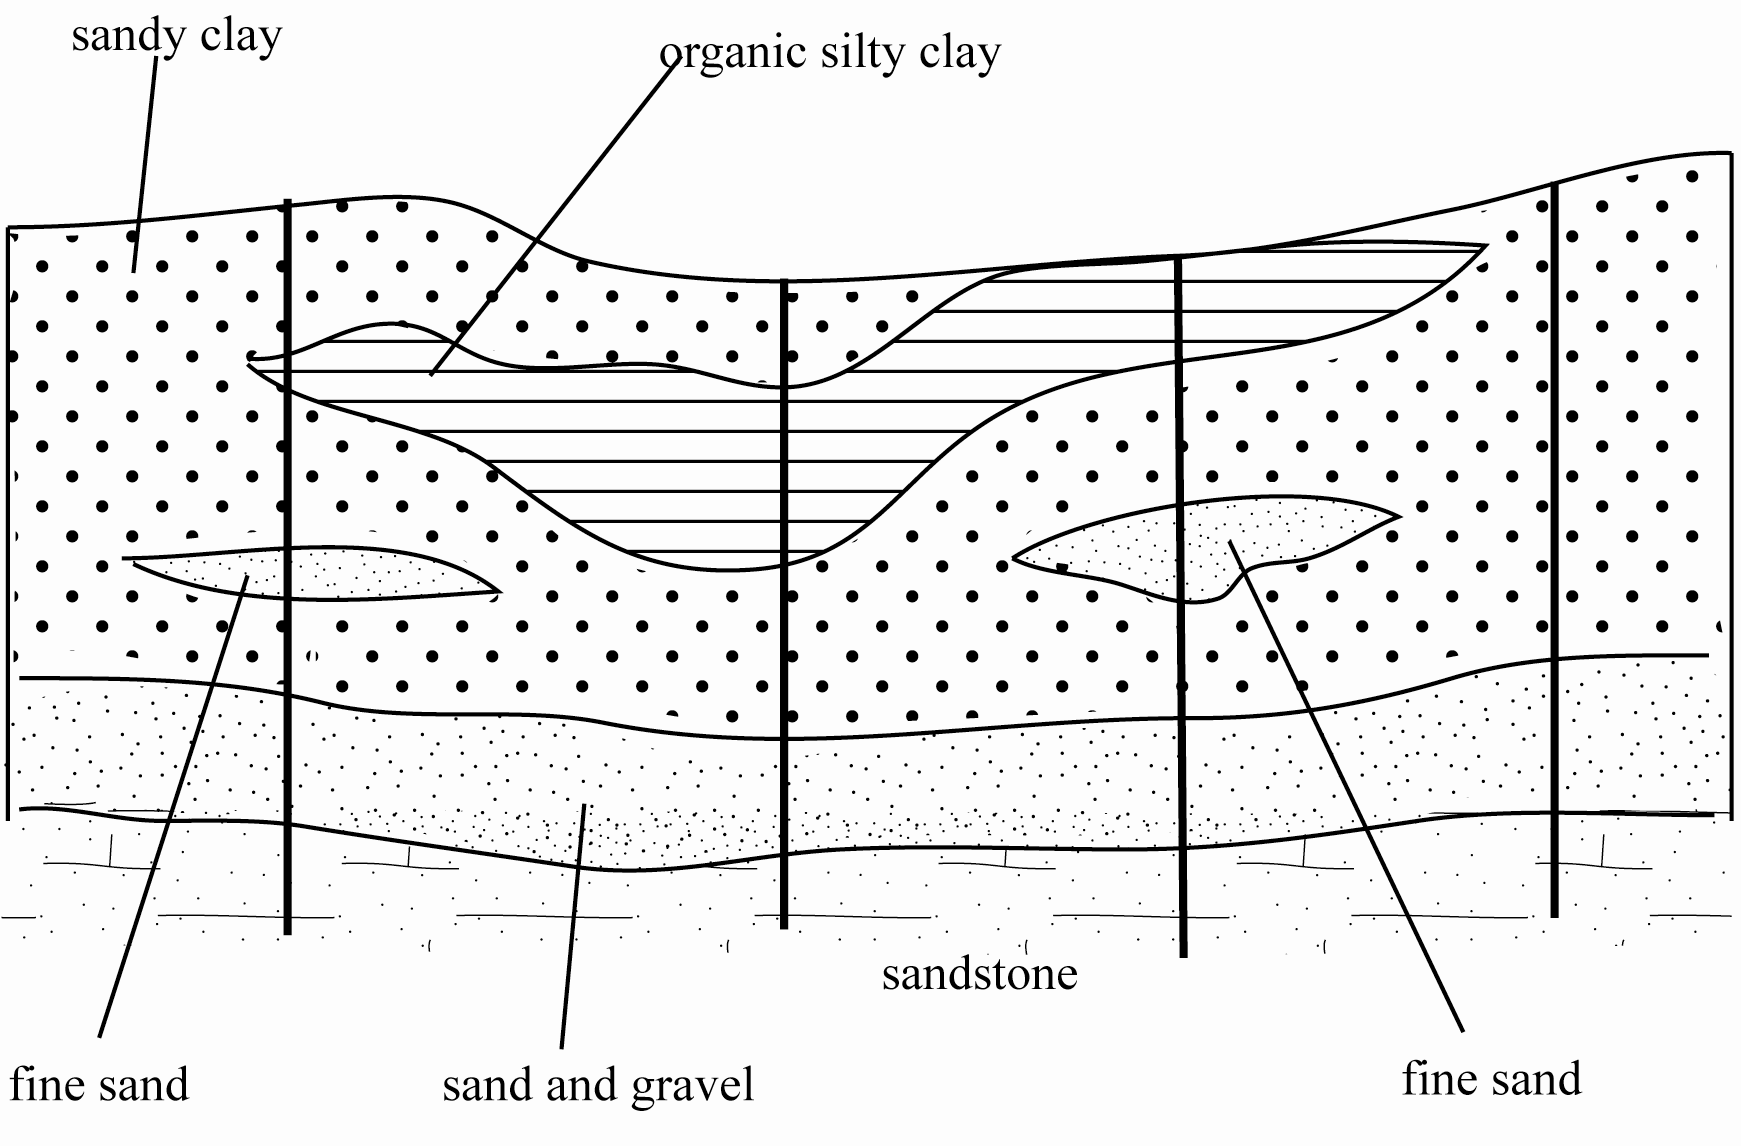 sandy clay
organic silty clay
sandstone
fine sand
sand and gravel
fine sand